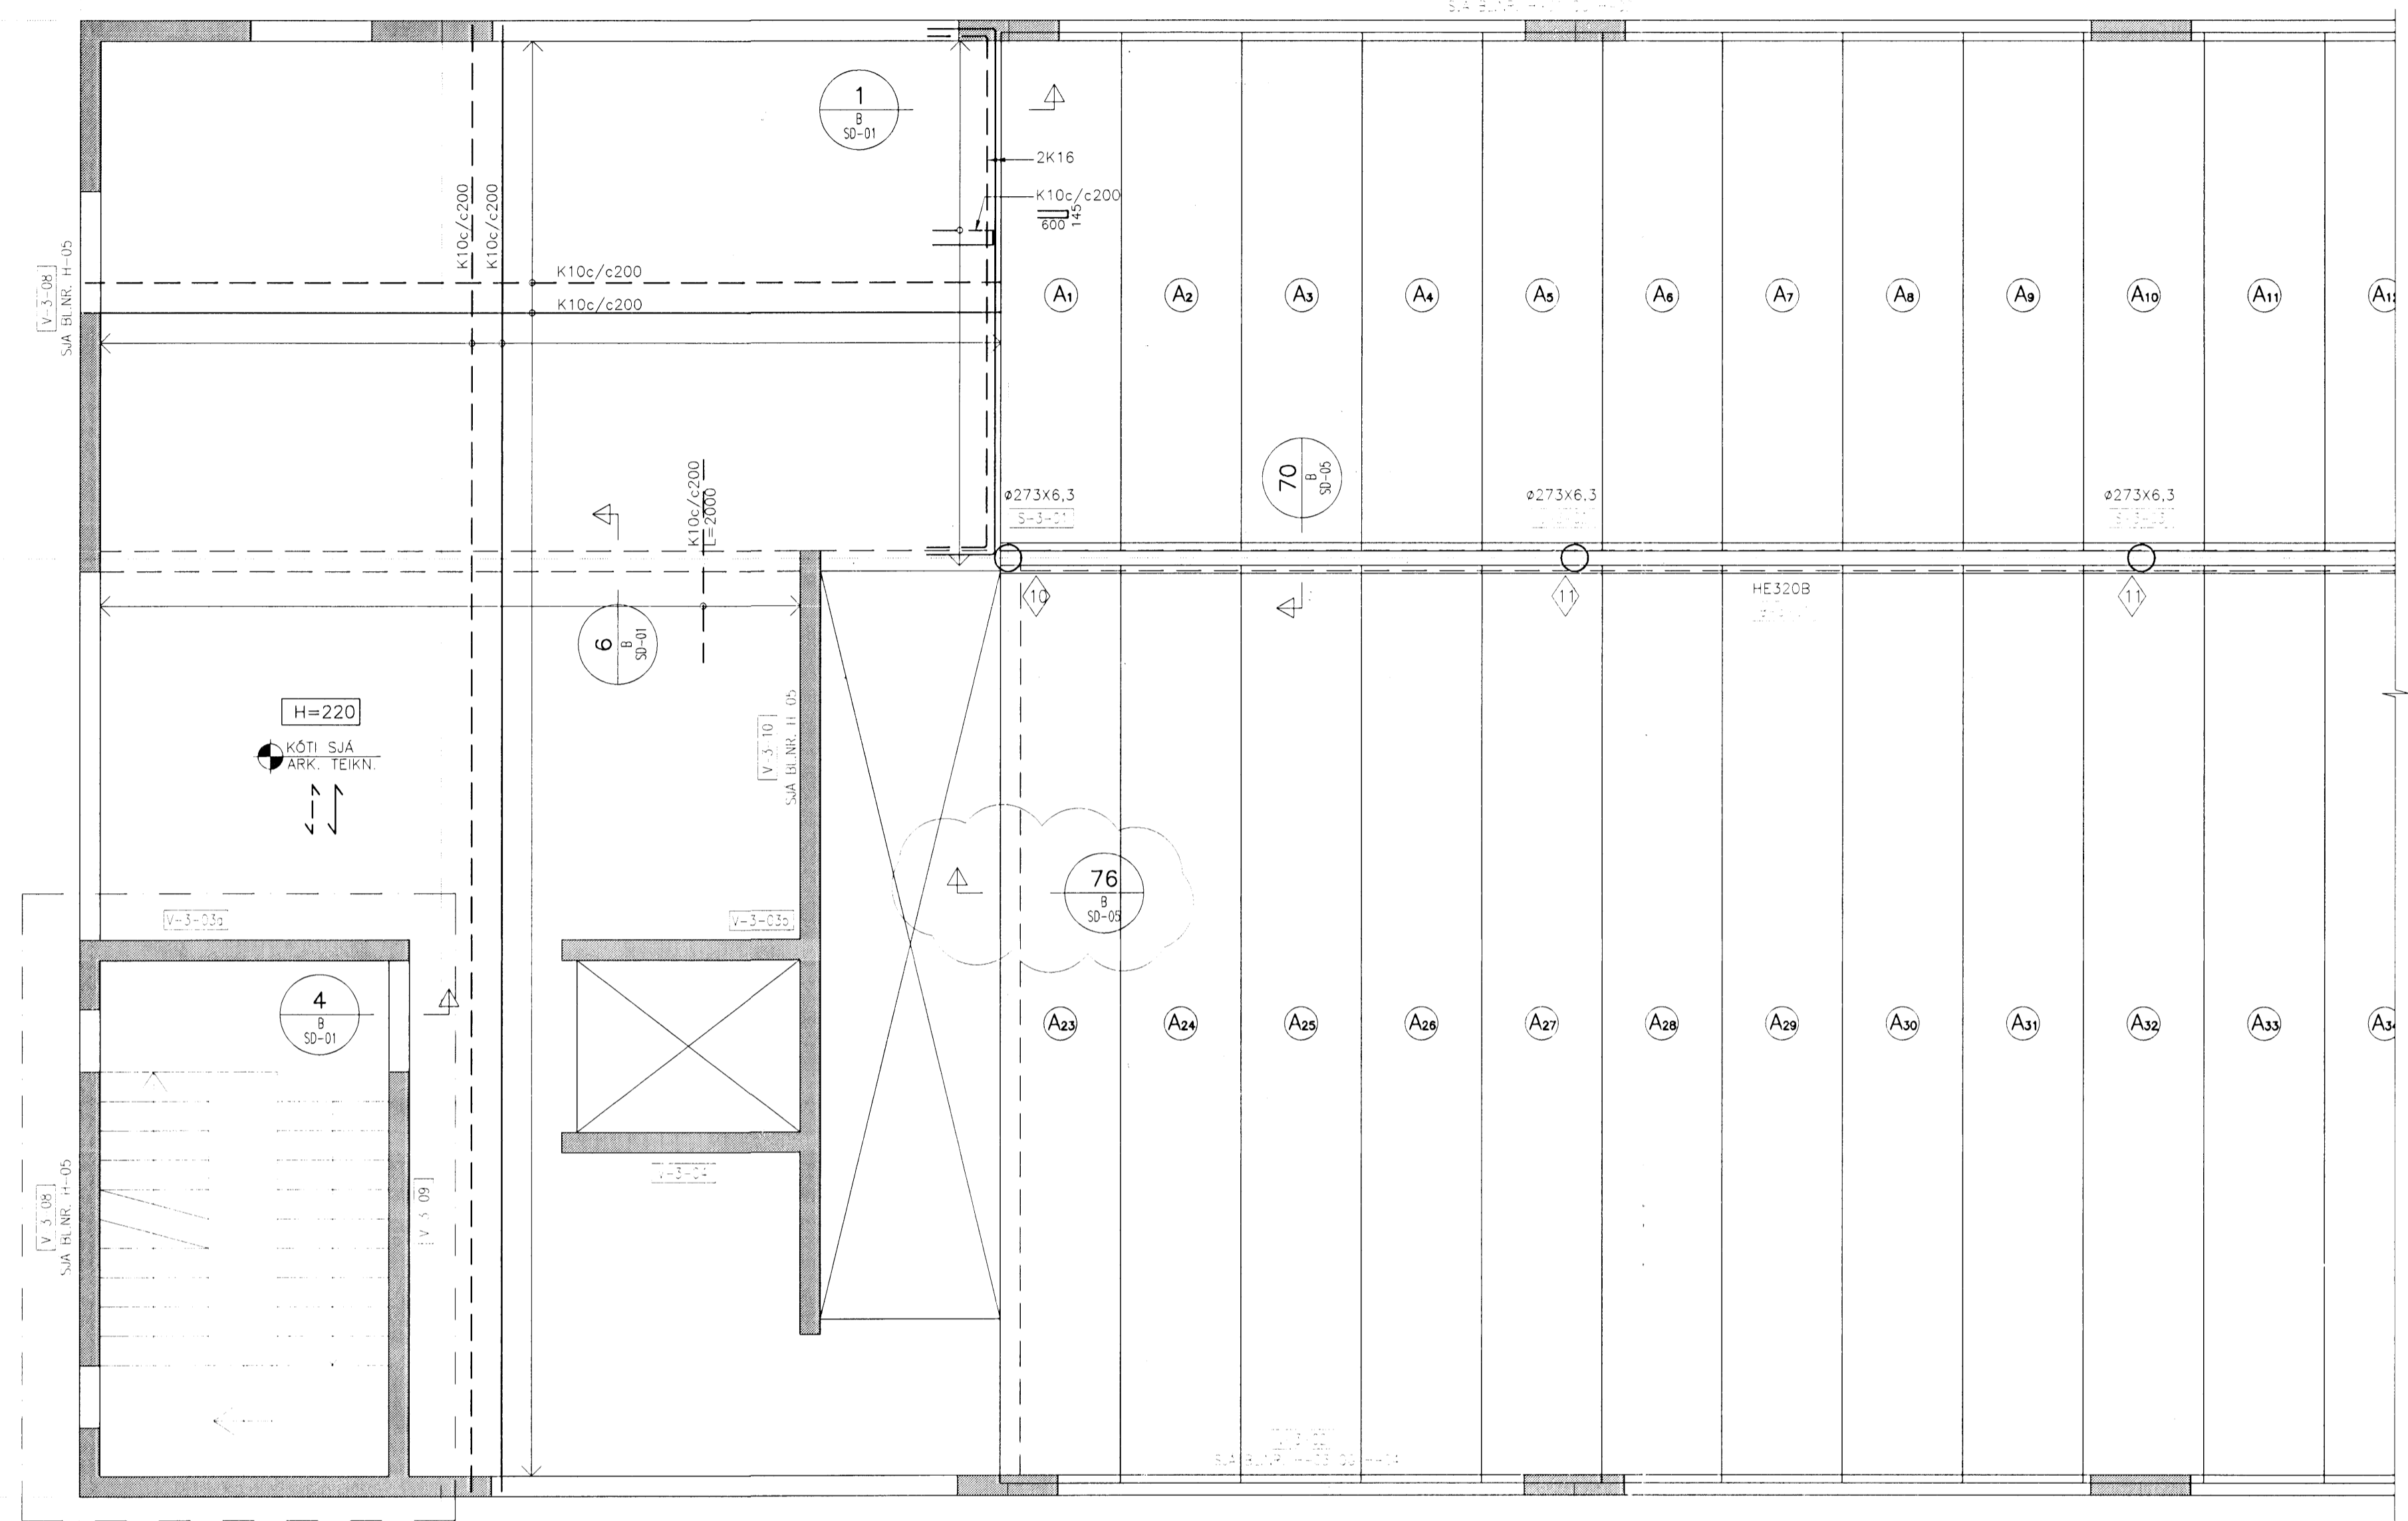 1
B
SD-01
2K16
K10c/c200
600
145
K10c/c200
K10c/c200
K10c/c200
K10c/c200
V-3-08
SJÁ BL.NR. H-05
A1
A2
A3
A4
A5
A6
A7
A8
A9
A10
A11
K10c/c200
L=2000
70
B
SD-05
ø273X6,3
S-3-01
ø273X6,3
ø273X6,3
10
11
HE320B
11
6
B
SD-01
H=220
KÓTI SJÁ
ARK. TEIKN.
V-3-10
SJÁ BL.NR. H-05
76
B
SD-05
V-3-03a
V-3-03b
4
B
SD-01
A23
A24
A25
A26
A27
A28
A29
A30
A31
A32
A33
V-3-08
SJÁ BL.NR. H-05
V-3-09
V-3-04